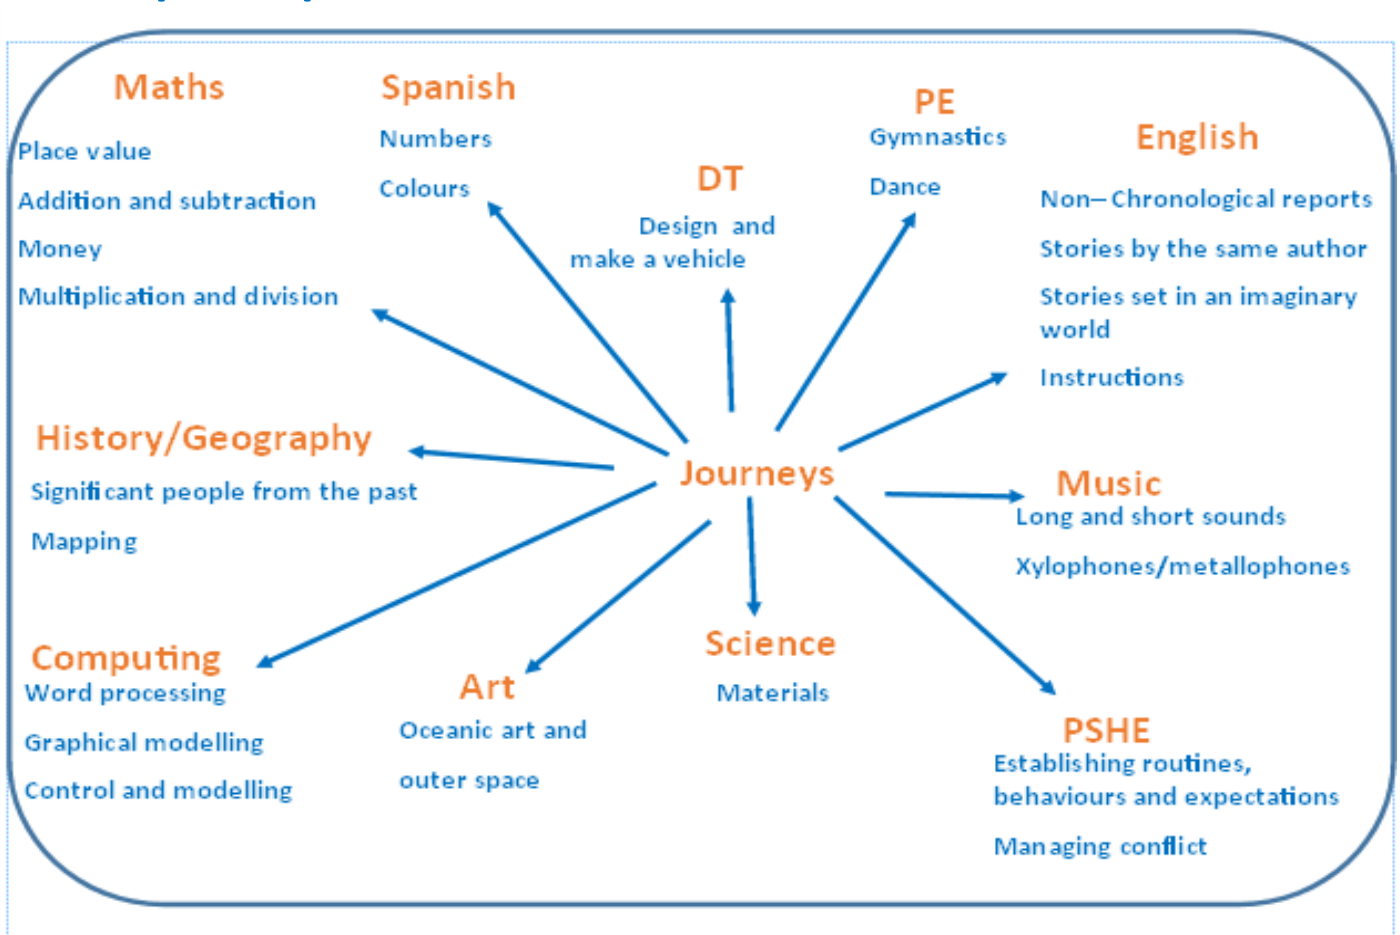 Maths
Place value
Addition and subtraction
Money
Multiplication and division
Spanish
Numbers
Colours
DT
Design and
make a vehicle
PE
Gymnastics
Dance
English
Non–Chronological reports
Stories by the same author
Stories set in an imaginary
world
Instructions
History/Geography
Significant people from the past
Mapping
Journeys
Music
Long and short sounds
Xylophones/metallophones
Computing
Word processing
Graphical modelling
Control and modelling
Art
Oceanic art and
outer space
Science
Materials
PSHE
Establishing routines,
behaviours and expectations
Managing conflict